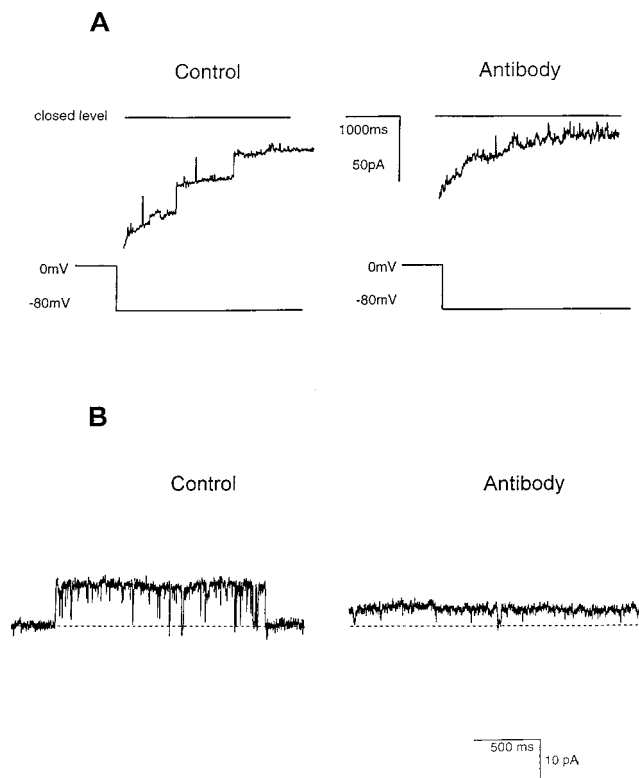 A
Control
Antibody
closed level
1000ms
50pA
0mV
-80mV
0mV
-80mV
B
Control
Antibody
500 ms
10 pA